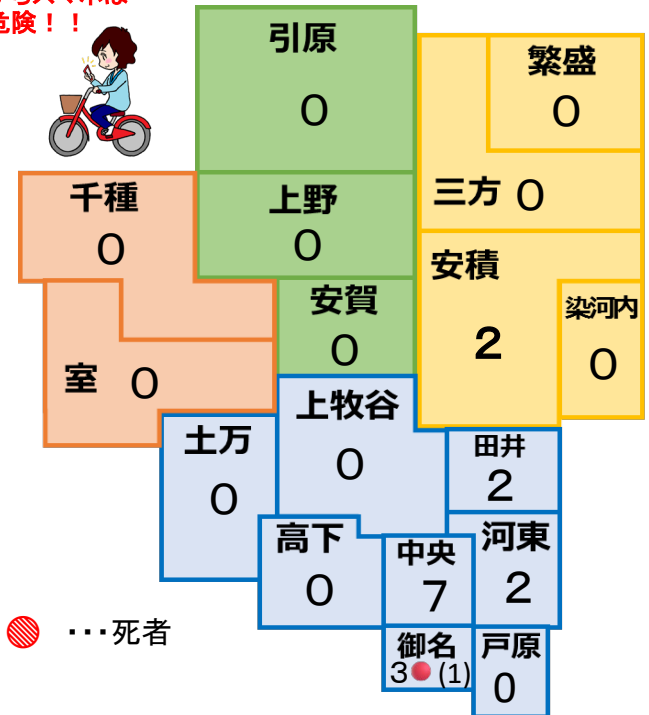 危険！！
引原
0
繁盛
0
千種
0
上野
0
三方 0
安積
2
安賀
0
染河内
0
室 0
上牧谷
0
土万
0
田井
2
高下
0
中央
7
河東
2
・・・死者
御名
3 (1)
戸原
0